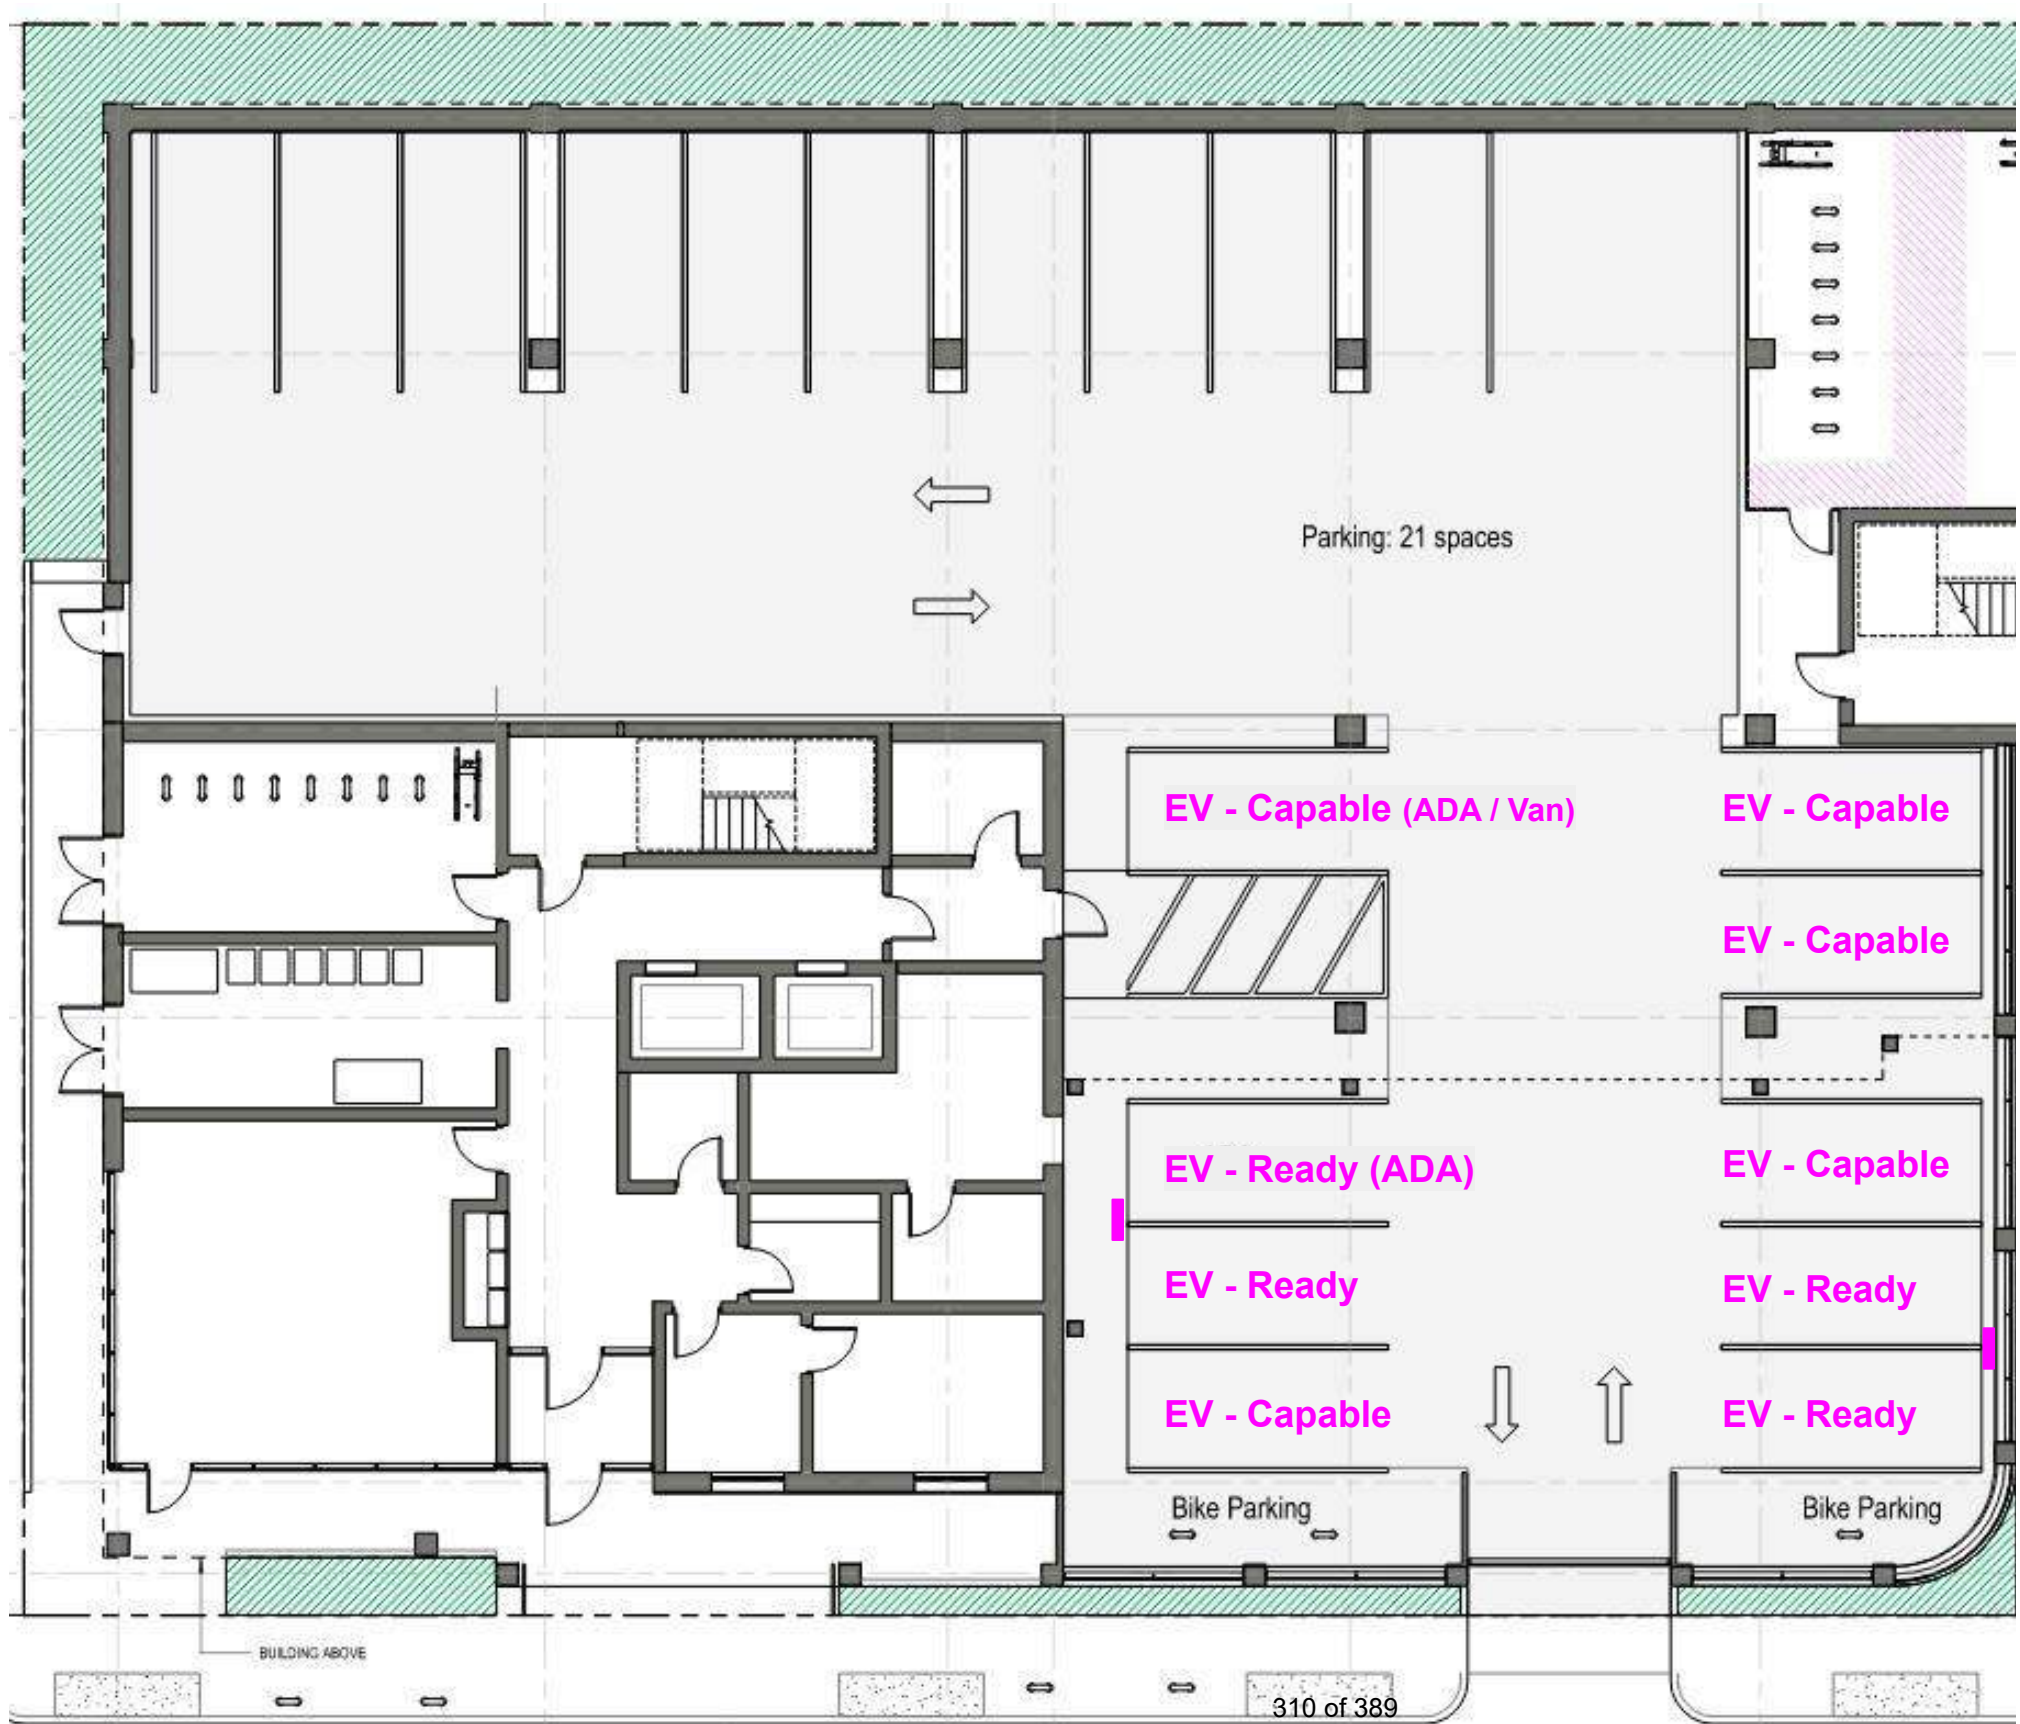 Parking: 21 spaces
EV - Capable (ADA / Van)
EV - Capable
EV - Capable
EV - Ready (ADA)
EV - Capable
EV - Ready
EV - Ready
EV - Capable
EV - Ready
Bike Parking
Bike Parking
BUILDING ABOVE
310 of 389